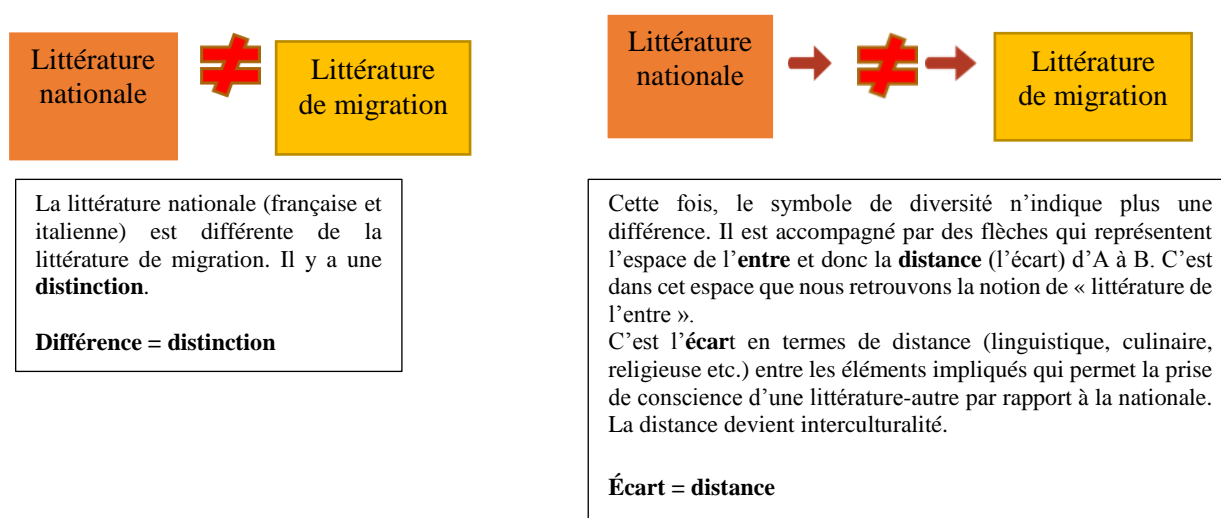 Littérature
nationale
≠
Littérature
de migration
La littérature nationale (française et
italienne) est différente de la
littérature de migration. Il y a une
distinction.
Différence = distinction
Littérature
nationale
≠
Littérature
de migration
Cette fois, le symbole de diversité n’indique plus une
différence. Il est accompagné par des flèches qui représentent
l’espace de l’entre et donc la distance (l’écart) d’A à B. C’est
dans cet espace que nous retrouvons la notion de « littérature de
l’entre ».
C’est l’écart en termes de distance (linguistique, culinaire,
religieuse etc.) entre les éléments impliqués qui permet la prise
de conscience d’une littérature-autre par rapport à la nationale.
La distance devient interculturalité.
Écart = distance